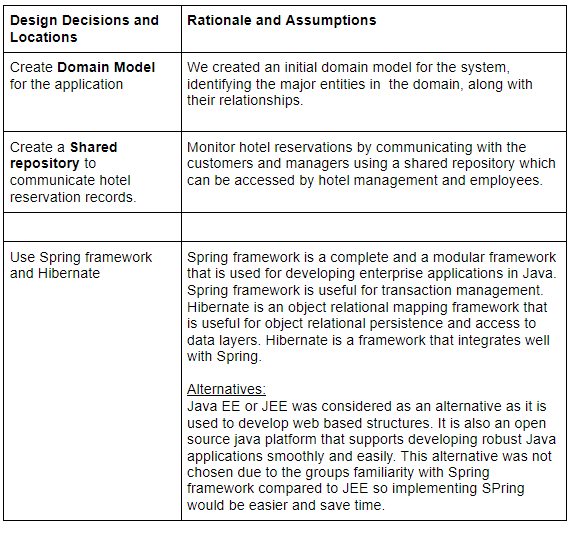 Design Decisions and
Locations
Rationale and Assumptions
Create Domain Model
for the application
We created an initial domain model for the system,
identifying the major entities in  the domain, along with
their relationships.
Create a Shared
repository to
communicate hotel
reservation records.
Monitor hotel reservations by communicating with the
customers and managers using a shared repository which
can be accessed by hotel management and employees.
Use Spring framework
and Hibernate
Spring framework is a complete and a modular framework
that is used for developing enterprise applications in Java.
Spring framework is useful for transaction management.
Hibernate is an object relational mapping framework that
is useful for object relational persistence and access to
data layers. Hibernate is a framework that integrates well
with Spring.
Alternatives:
Java EE or JEE was considered as an alternative as it is
used to develop web based structures. It is also an open
source java platform that supports developing robust Java
applications smoothly and easily. This alternative was not
chosen due to the groups familiarity with Spring
framework compared to JEE so implementing SPring
would be easier and save time.